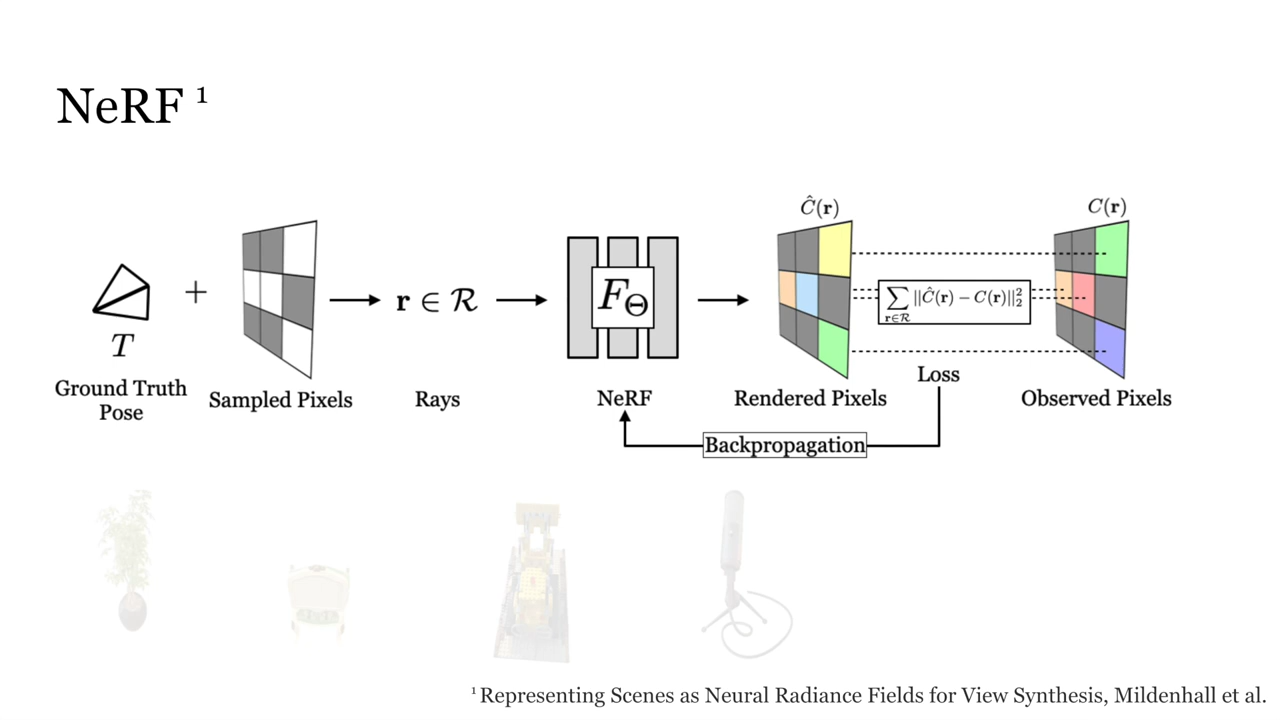 NeRF ¹
Ĉ(r)
C(r)
T
+
r ∈ ℛ
F_Θ
∑_{r∈ℛ} ||Ĉ(r) − C(r)||₂²
Ground Truth
Pose
Sampled Pixels
Rays
NeRF
Rendered Pixels
Loss
Observed Pixels
Backpropagation
¹ Representing Scenes as Neural Radiance Fields for View Synthesis, Mildenhall et al.